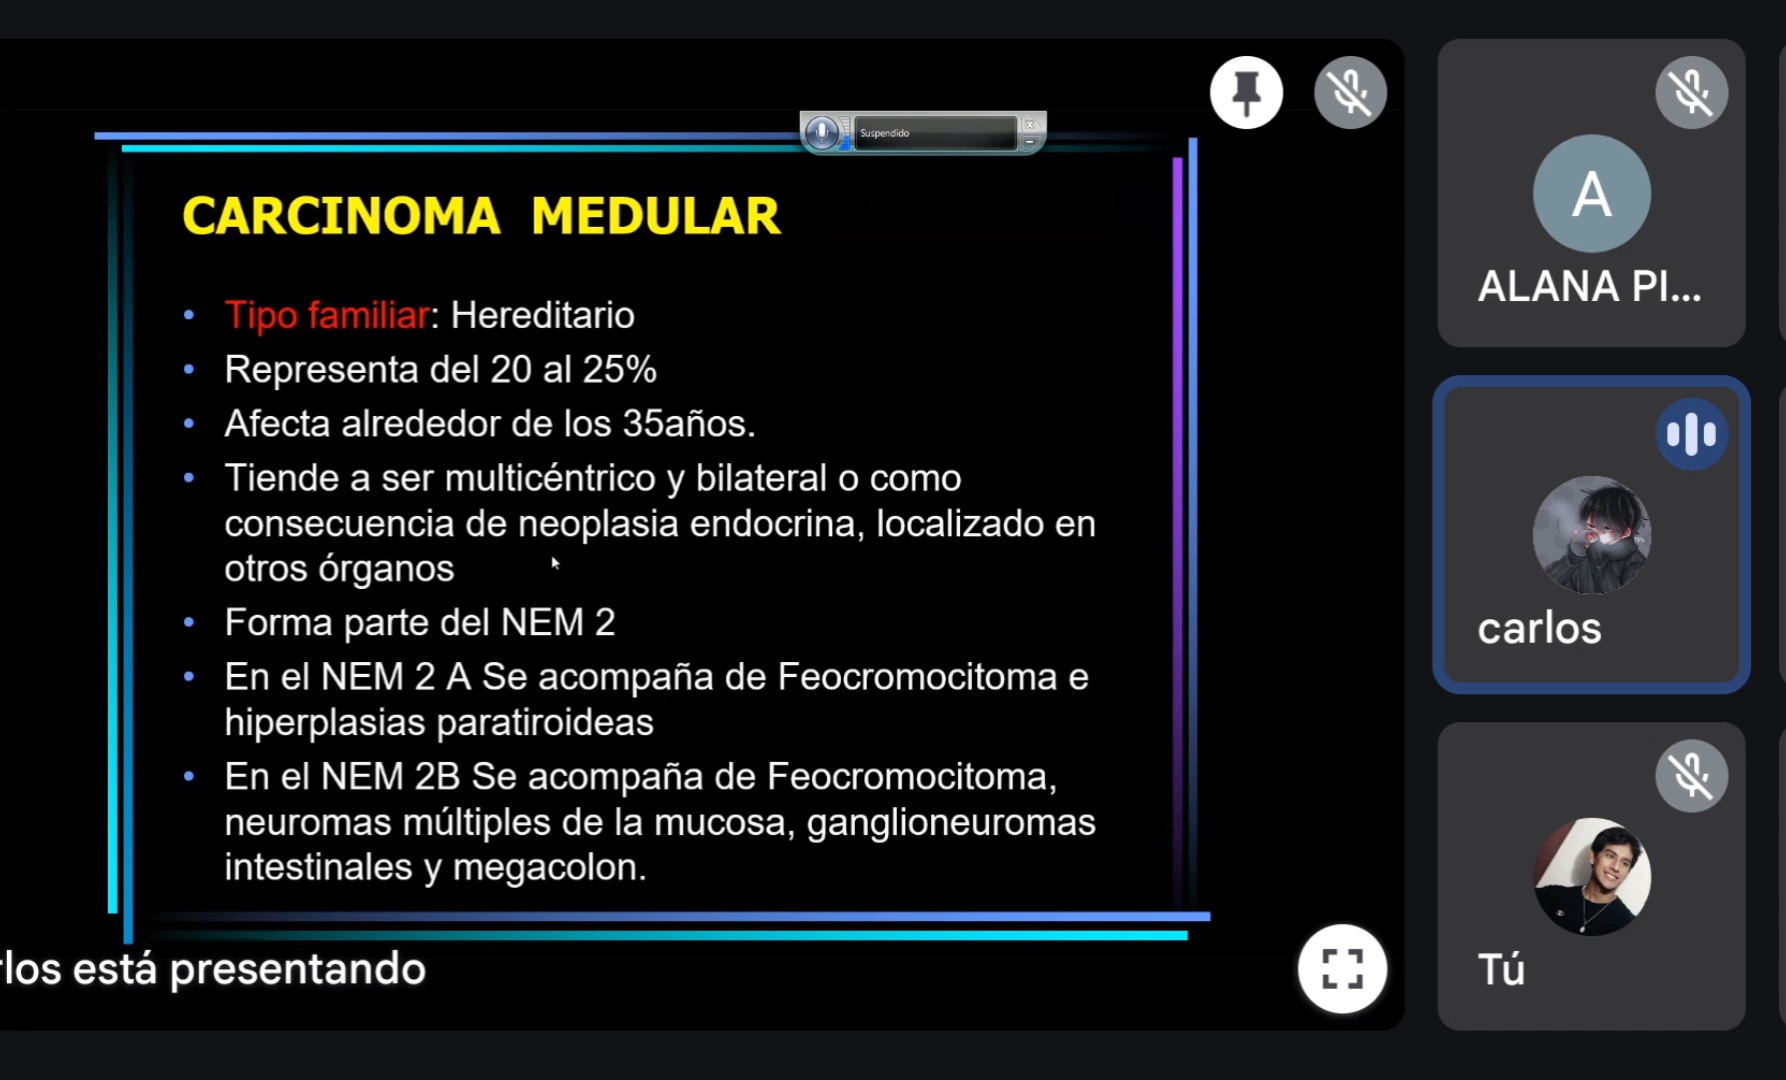 Suspendido
CARCINOMA MEDULAR
• Tipo familiar: Hereditario
• Representa del 20 al 25%
• Afecta alrededor de los 35años.
• Tiende a ser multicéntrico y bilateral o como
consecuencia de neoplasia endocrina, localizado en
otros órganos
• Forma parte del NEM 2
• En el NEM 2 A Se acompaña de Feocromocitoma e
hiperplasias paratiroideas
• En el NEM 2B Se acompaña de Feocromocitoma,
neuromas múltiples de la mucosa, ganglioneuromas
intestinales y megacolon.
rlos está presentando
A
ALANA PI...
carlos
Tú